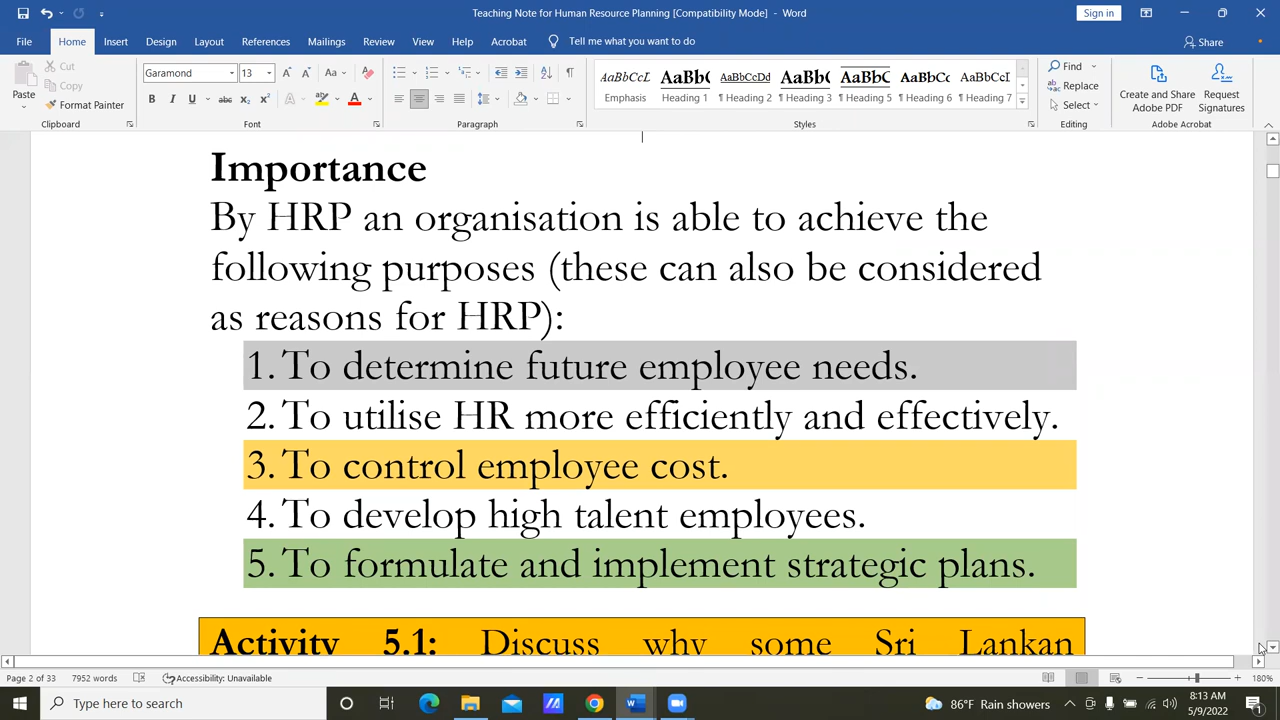 Teaching Note for Human Resource Planning [Compatibility Mode] - Word
Sign in
File Home Insert Design Layout References Mailings Review View Help Acrobat Tell me what you want to do Share
Paste
Cut
Copy
Format Painter
Clipboard
Garamond 13
Font
Paragraph
AaBbCcL AaBb( AaBbCcDd AaBb( AaBbC AaBbCc AaBbCcD
Emphasis Heading 1 ¶ Heading 2 ¶ Heading 3 ¶ Heading 5 ¶ Heading 6 ¶ Heading 7
Styles
Find
Replace
Select
Editing
Create and Share Adobe PDF
Request Signatures
Adobe Acrobat
Importance
By HRP an organisation is able to achieve the
following purposes (these can also be considered
as reasons for HRP):
1. To determine future employee needs.
2. To utilise HR more efficiently and effectively.
3. To control employee cost.
4. To develop high talent employees.
5. To formulate and implement strategic plans.
Activity 5.1: Discuss why some Sri Lankan
Page 2 of 33 7952 words Accessibility: Unavailable 180%
Type here to search
86°F Rain showers
8:13 AM
5/9/2022